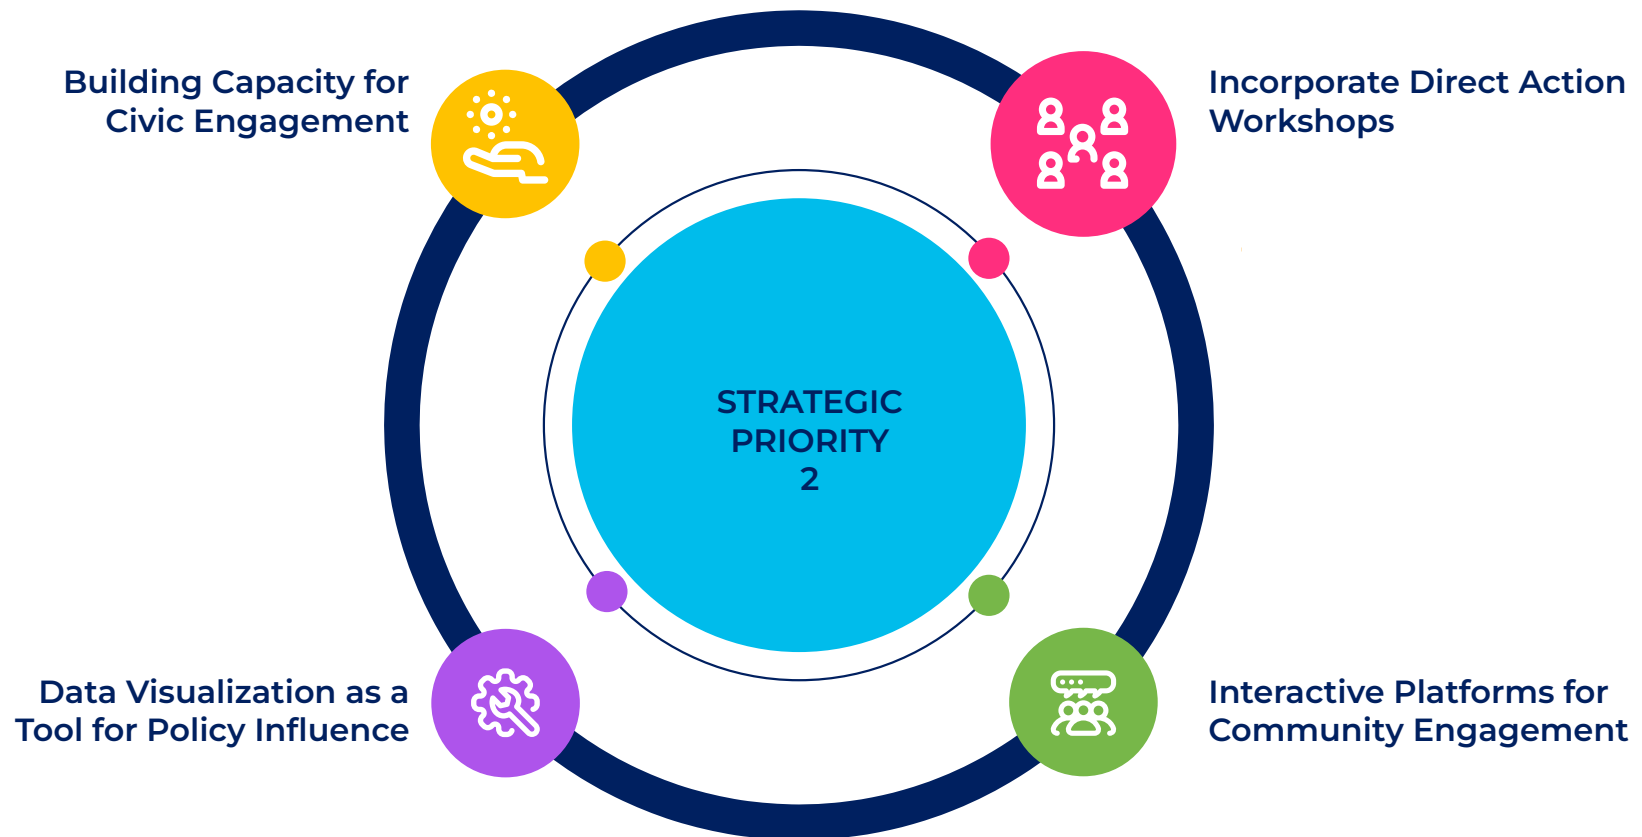 Building Capacity for
Civic Engagement
Incorporate Direct Action
Workshops
STRATEGIC
PRIORITY
2
Data Visualization as a
Tool for Policy Influence
Interactive Platforms for
Community Engagement